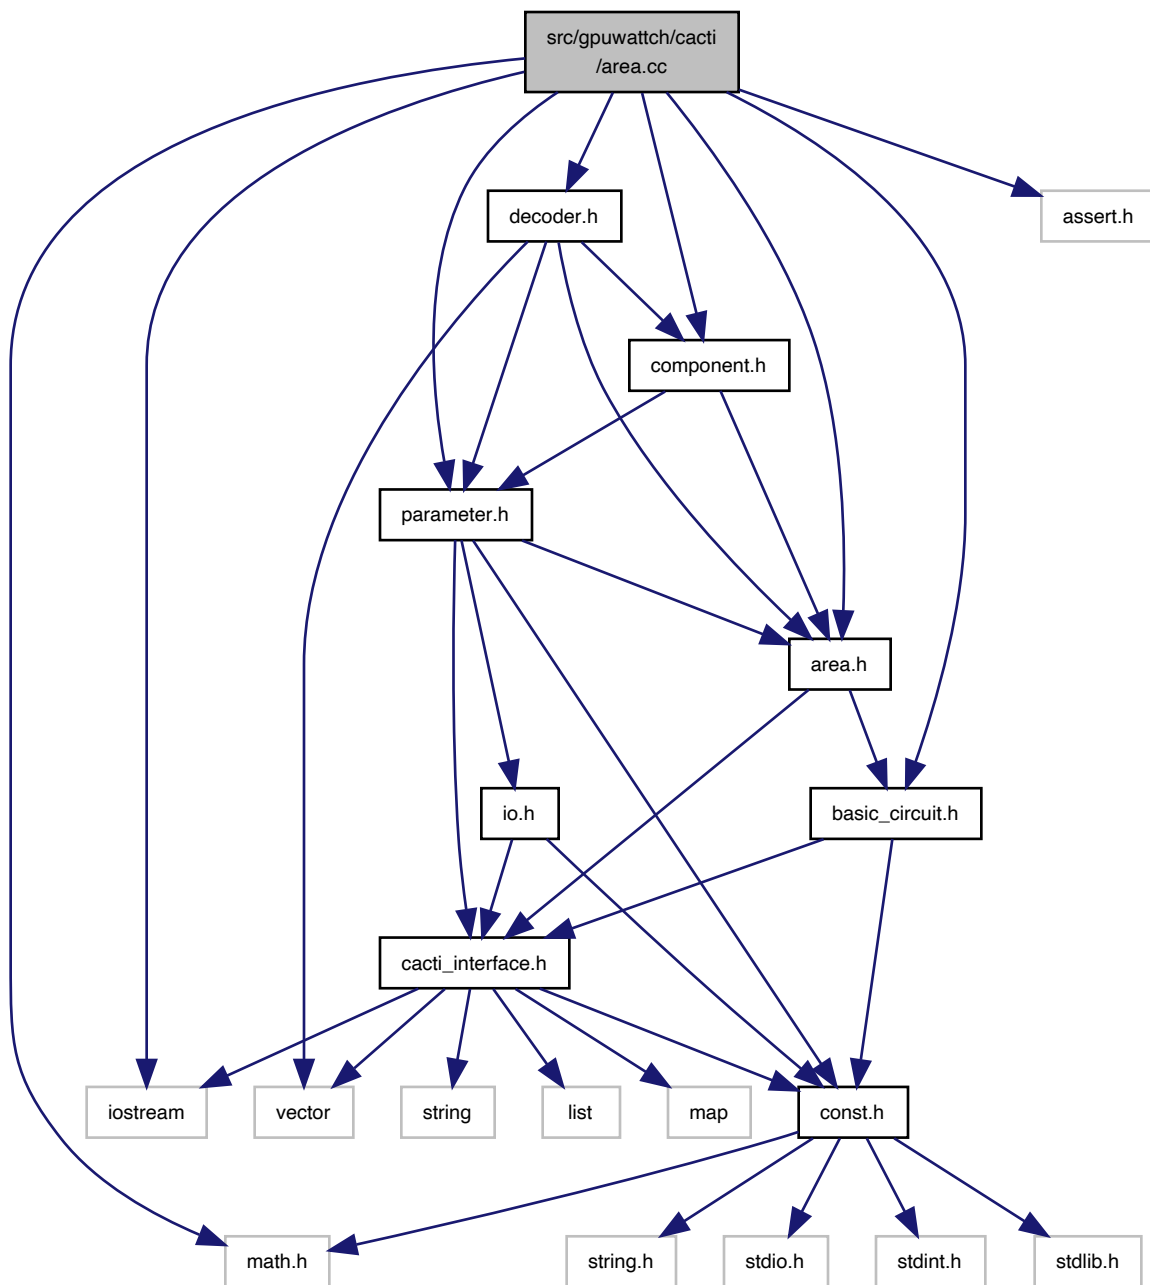 src/gpuwattch/cacti
/area.cc
decoder.h
assert.h
component.h
parameter.h
area.h
io.h
basic_circuit.h
cacti_interface.h
iostream
vector
string
list
map
const.h
math.h
string.h
stdio.h
stdint.h
stdlib.h